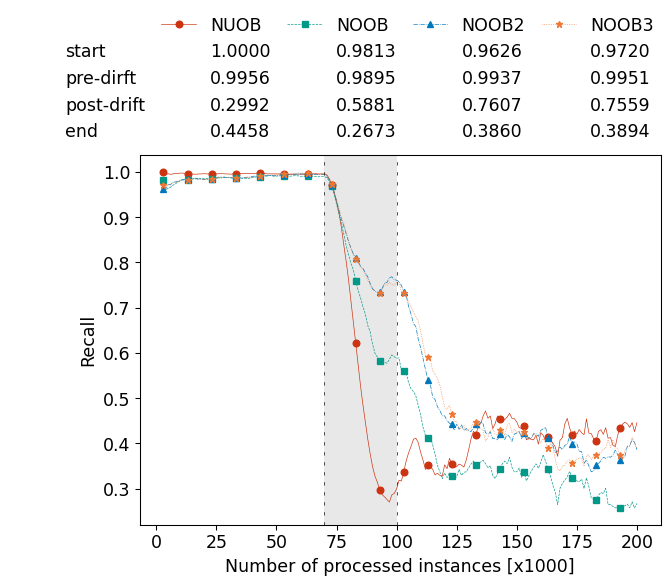 NUOB NOOB NOOB2 NOOB3
start 1.0000 0.9813 0.9626 0.9720
pre-dirft 0.9956 0.9895 0.9937 0.9951
post-drift 0.2992 0.5881 0.7607 0.7559
end 0.4458 0.2673 0.3860 0.3894
1.0
0.9
0.8
0.7
0.6
0.5
0.4
0.3
Recall
0 25 50 75 100 125 150 175 200
Number of processed instances [x1000]